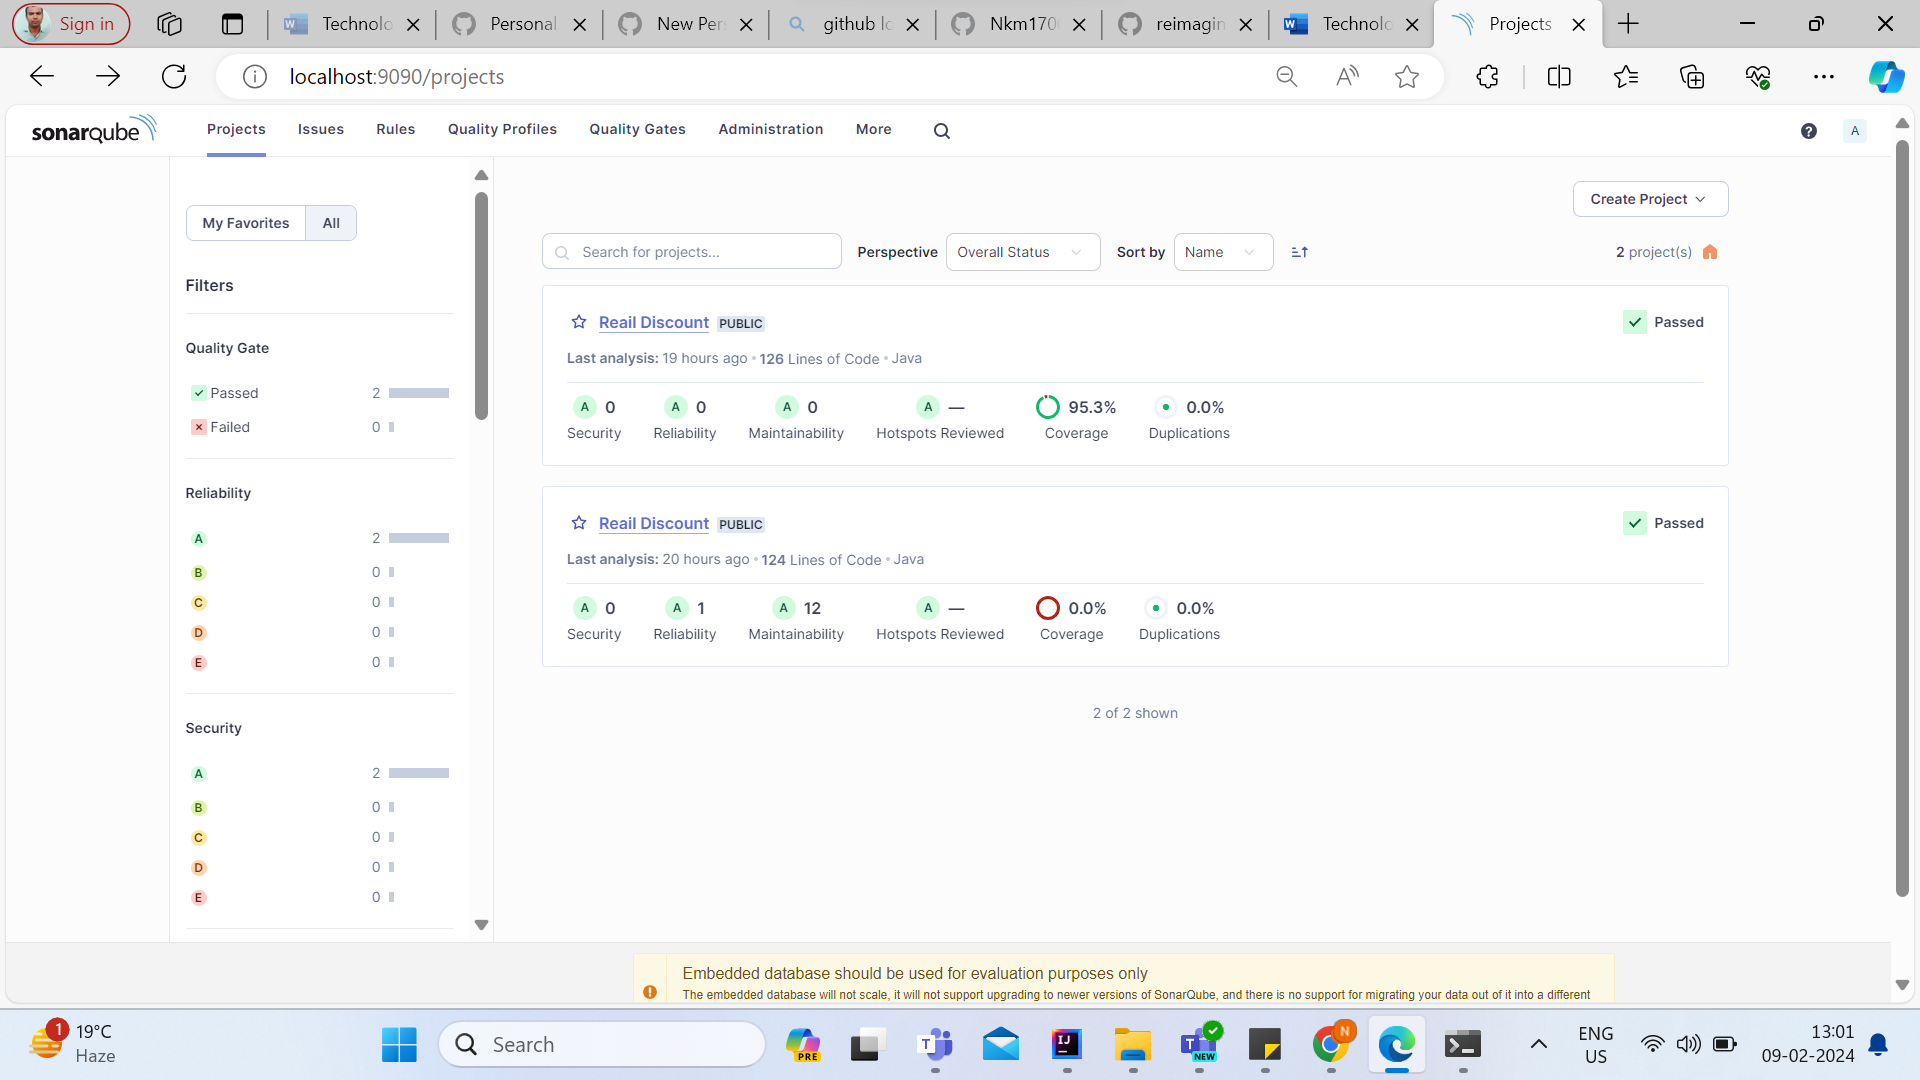 Sign in
Technolo
Personal
New Per
github lo
Nkm170
reimagin
Technolo
Projects
localhost:9090/projects
sonarqube Projects Issues Rules Quality Profiles Quality Gates Administration More A
Create Project
My Favorites All
Search for projects... Perspective Overall Status Sort by Name 2 project(s)
Filters
Quality Gate
Passed 2
Failed 0
Reliability
A 2
B 0
C 0
D 0
E 0
Security
A 2
B 0
C 0
D 0
E 0
Reail Discount PUBLIC Passed
Last analysis: 19 hours ago • 126 Lines of Code • Java
A 0 A 0 A 0 A — 95.3% 0.0%
Security Reliability Maintainability Hotspots Reviewed Coverage Duplications
Reail Discount PUBLIC Passed
Last analysis: 20 hours ago • 124 Lines of Code • Java
A 0 A 1 A 12 A — 0.0% 0.0%
Security Reliability Maintainability Hotspots Reviewed Coverage Duplications
2 of 2 shown
Embedded database should be used for evaluation purposes only
The embedded database will not scale, it will not support upgrading to newer versions of SonarQube, and there is no support for migrating your data out of it into a different
1 19°C
Haze
Search
PRE
T
IJ
T NEW
N
ENG
US
13:01
09-02-2024